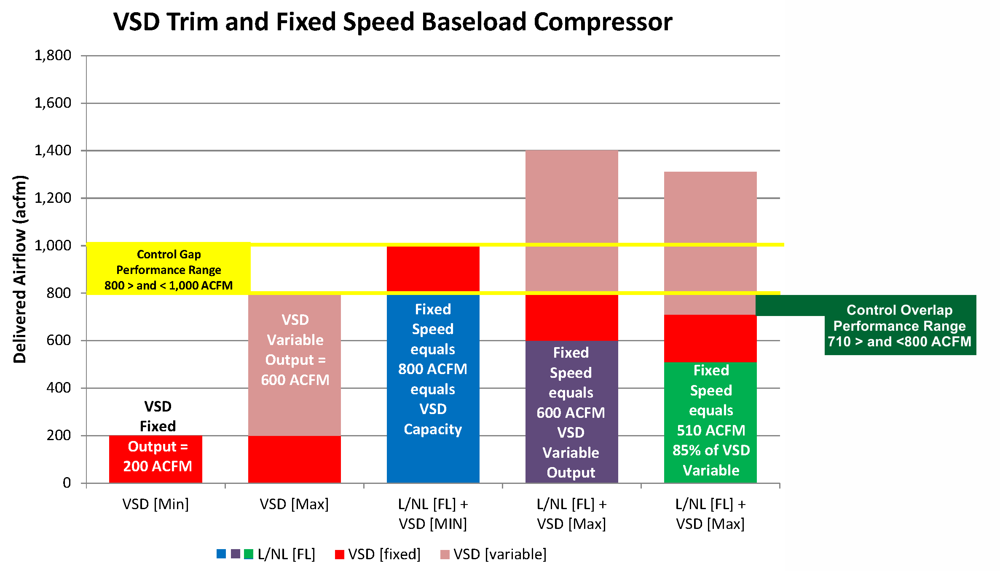 VSD Trim and Fixed Speed Baseload Compressor
Delivered Airflow (acfm)
1,800
1,600
1,400
1,200
1,000
800
600
400
200
0
Control Gap
Performance Range
800 > and < 1,000 ACFM
VSD
Fixed
Output =
200 ACFM
VSD
Variable
Output =
600 ACFM
Fixed
Speed
equals
800 ACFM
equals
VSD
Capacity
Fixed
Speed
equals
600 ACFM
VSD
Variable
Output
Fixed
Speed
equals
510 ACFM
85% of VSD
Variable
Control Overlap
Performance Range
710 > and <800 ACFM
VSD [Min]
VSD [Max]
L/NL [FL] +
VSD [MIN]
L/NL [FL] +
VSD [Max]
L/NL [FL] +
VSD [Max]
L/NL [FL]
VSD [fixed]
VSD [variable]